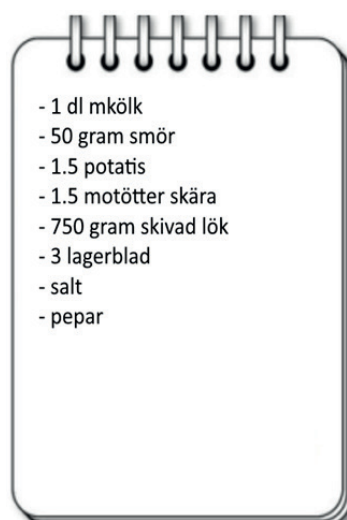 - 1 dl mkölk
- 50 gram smör
- 1.5 potatis
- 1.5 motötter skära
- 750 gram skivad lök
- 3 lagerblad
- salt
- pepar